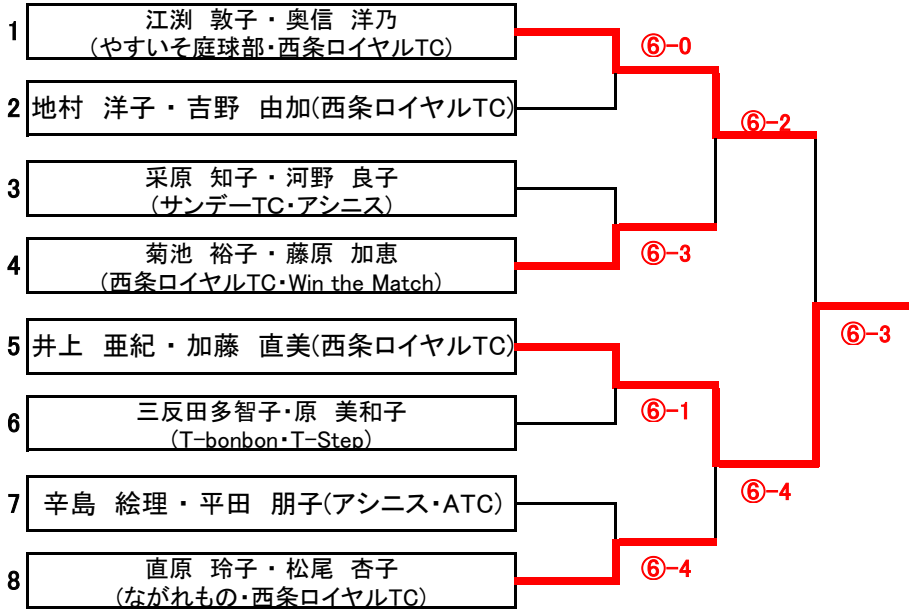 1
江渕 敦子・奥信 洋乃
(やすいそ庭球部・西条ロイヤルTC)
⑥-0
2
地村 洋子・吉野 由加(西条ロイヤルTC)
⑥-2
3
采原 知子・河野 良子
(サンデーTC・アシニス)
⑥-3
4
菊池 裕子・藤原 加恵
(西条ロイヤルTC・Win the Match)
⑥-3
5
井上 亜紀・加藤 直美(西条ロイヤルTC)
⑥-1
6
三反田多智子・原 美和子
(T-bonbon・T-Step)
⑥-4
7
辛島 絵理・平田 朋子(アシニス・ATC)
⑥-4
8
直原 玲子・松尾 杏子
(ながれもの・西条ロイヤルTC)